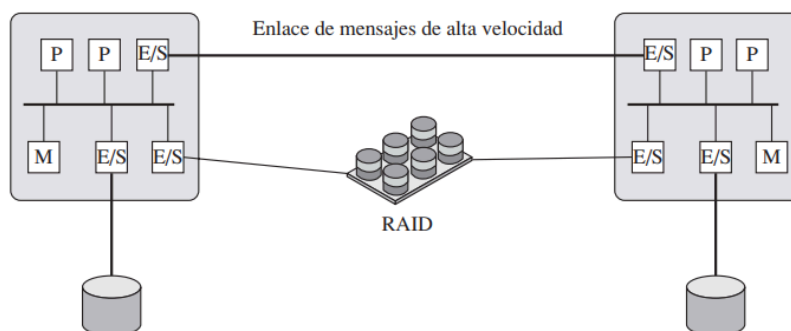 Enlace de mensajes de alta velocidad
P P E/S
E/S P P
M E/S E/S
E/S E/S M
RAID